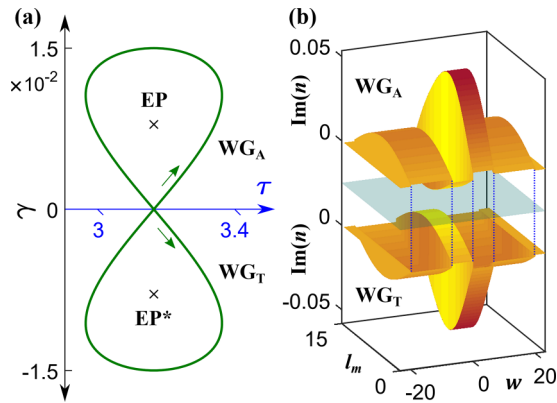 (a)
1.5
×10⁻²
γ
0
-1.5
EP
WG_A
τ
3
3.4
WG_T
EP*
(b)
0.05
Im(n)
0
WG_A
0
Im(n)
-0.05
WG_T
15
l_m
0
-20
0
w
20